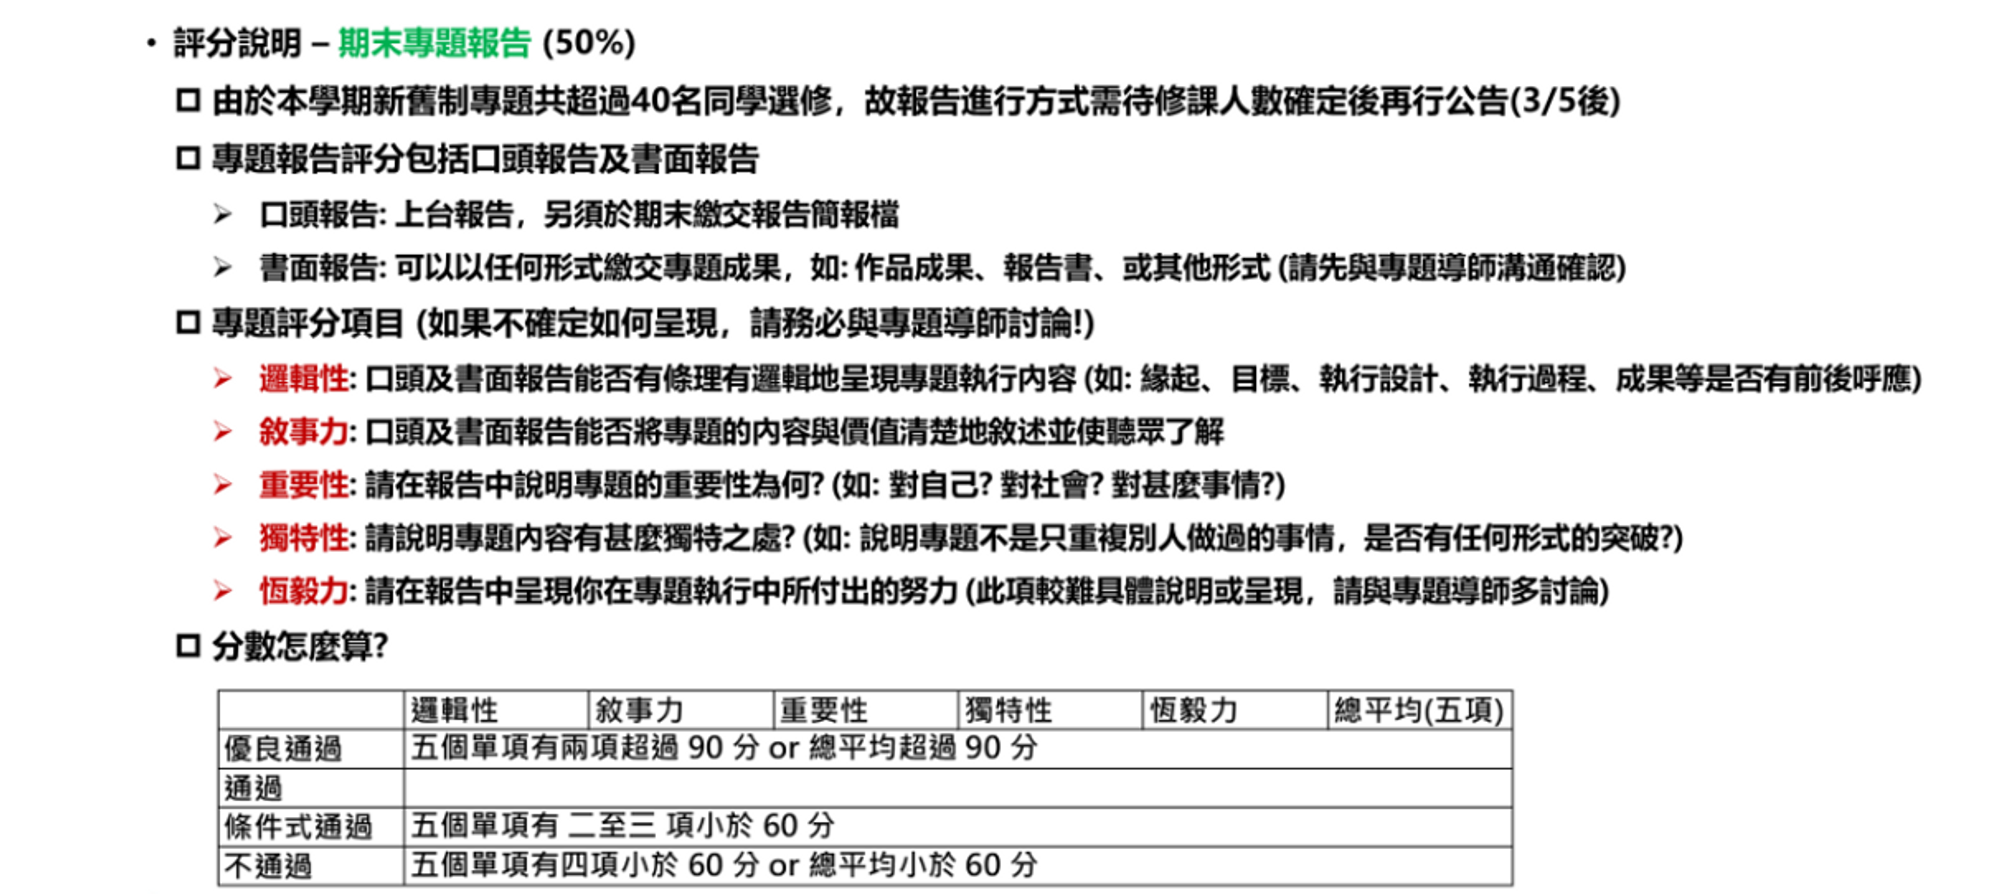 • 評分說明 – 期末專題報告 (50%)
由於本學期新舊制專題共超過40名同學選修，故報告進行方式需待修課人數確定後再行公告(3/5後)
專題報告評分包括口頭報告及書面報告
口頭報告: 上台報告，另須於期末繳交報告簡報檔
書面報告: 可以以任何形式繳交專題成果，如: 作品成果、報告書、或其他形式 (請先與專題導師溝通確認)
專題評分項目 (如果不確定如何呈現，請務必與專題導師討論!)
邏輯性: 口頭及書面報告能否有條理有邏輯地呈現專題執行內容 (如: 緣起、目標、執行設計、執行過程、成果等是否有前後呼應)
敘事力: 口頭及書面報告能否將專題的內容與價值清楚地敘述並使聽眾了解
重要性: 請在報告中說明專題的重要性為何? (如: 對自己? 對社會? 對甚麼事情?)
獨特性: 請說明專題內容有甚麼獨特之處? (如: 說明專題不是只重複別人做過的事情，是否有任何形式的突破?)
恆毅力: 請在報告中呈現你在專題執行中所付出的努力 (此項較難具體說明或呈現，請與專題導師多討論)
分數怎麼算?
邏輯性 敘事力 重要性 獨特性 恆毅力 總平均(五項)
優良通過 五個單項有兩項超過 90 分 or 總平均超過 90 分
通過
條件式通過 五個單項有 二至三 項小於 60 分
不通過 五個單項有四項小於 60 分 or 總平均小於 60 分